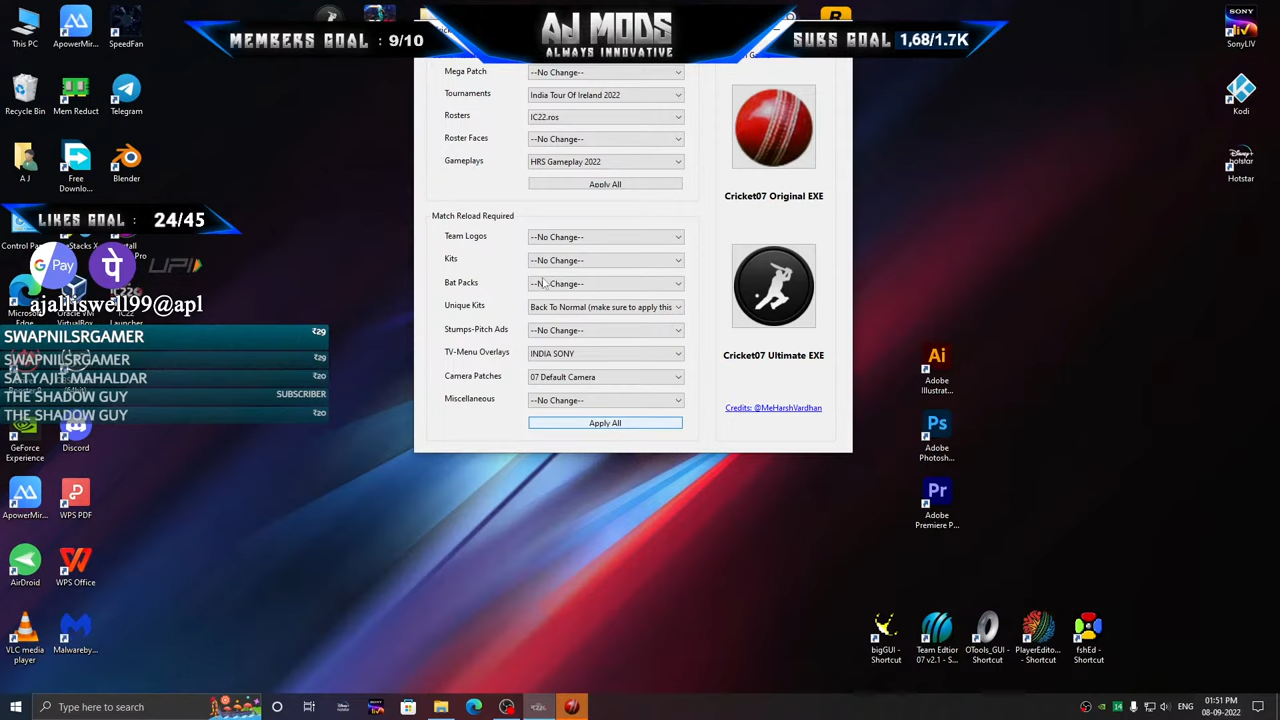 AJ MODS
ALWAYS INNOVATIVE
MEMBERS GOAL : 9/10
SUBS GOAL 1,68/1.7K
This PC
ApowerMir...
SpeedFan
SonyLIV
Recycle Bin
Mem Reduct
Telegram
Kodi
A J
Free Downlo...
Blender
Hotstar
LIKES GOAL : 24/45
G Pay
UPI
ajalliswell99@apl
SWAPNILSRGAMER ₹29
SWAPNILSRGAMER ₹20
SATYAJIT MAHALDAR ₹20
THE SHADOW GUY SUBSCRIBER
THE SHADOW GUY ₹20
GeForce Experience
Discord
ApowerMir...
WPS PDF
AirDroid
WPS Office
VLC media player
Malwareby...
Mega Patch --No Change--
Tournaments India Tour Of Ireland 2022
Rosters IC22.ros
Roster Faces --No Change--
Gameplays HRS Gameplay 2022
Apply All
Match Reload Required
Team Logos --No Change--
Kits --No Change--
Bat Packs --No Change--
Unique Kits Back To Normal (make sure to apply this
Stumps-Pitch Ads --No Change--
TV-Menu Overlays INDIA SONY
Camera Patches 07 Default Camera
Miscellaneous --No Change--
Apply All
Cricket07 Original EXE
Cricket07 Ultimate EXE
Credits: @MeHarshVardhan
Adobe Illustrat...
Adobe Photosh...
Adobe Premiere P...
bigGUI - Shortcut
Team Edtior 07 v2.1 - S...
OTools_GUI - Shortcut
PlayerEdito... - Shortcut
fshEd - Shortcut
Type here to search
ENG
01:51 PM
08-09-2022